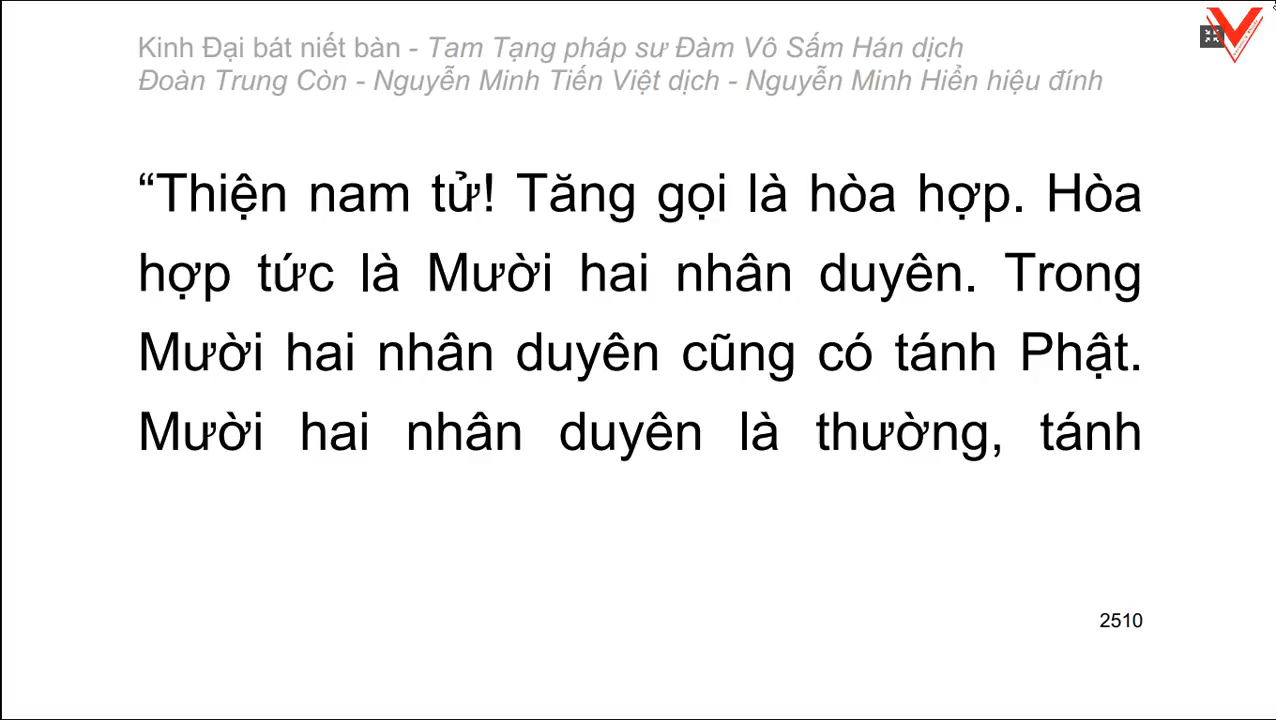 Kinh Đại bát niết bàn - Tam Tạng pháp sư Đàm Vô Sấm Hán dịch
Đoàn Trung Còn - Nguyễn Minh Tiến Việt dịch - Nguyễn Minh Hiển hiệu đính
“Thiện nam tử! Tăng gọi là hòa hợp. Hòa
hợp tức là Mười hai nhân duyên. Trong
Mười hai nhân duyên cũng có tánh Phật.
Mười hai nhân duyên là thường, tánh
2510